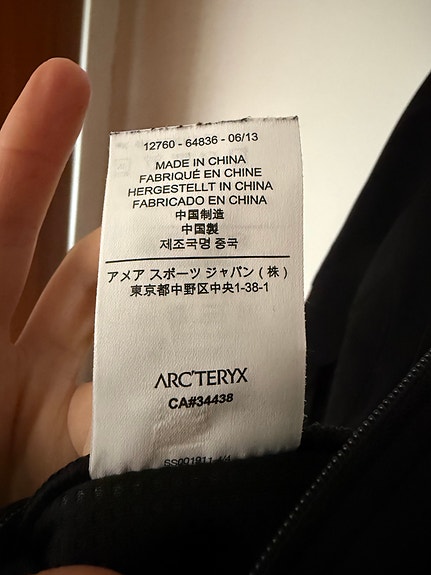 12760 - 64836 - 06/13
MADE IN CHINA
FABRIQUÉ EN CHINE
HERGESTELLT IN CHINA
FABRICADO EN CHINA
中国制造
中国製
제조국명 중국
アメア スポーツ ジャパン ( 株 )
東京都中野区中央1-38-1
ARC'TERYX
CA#34438